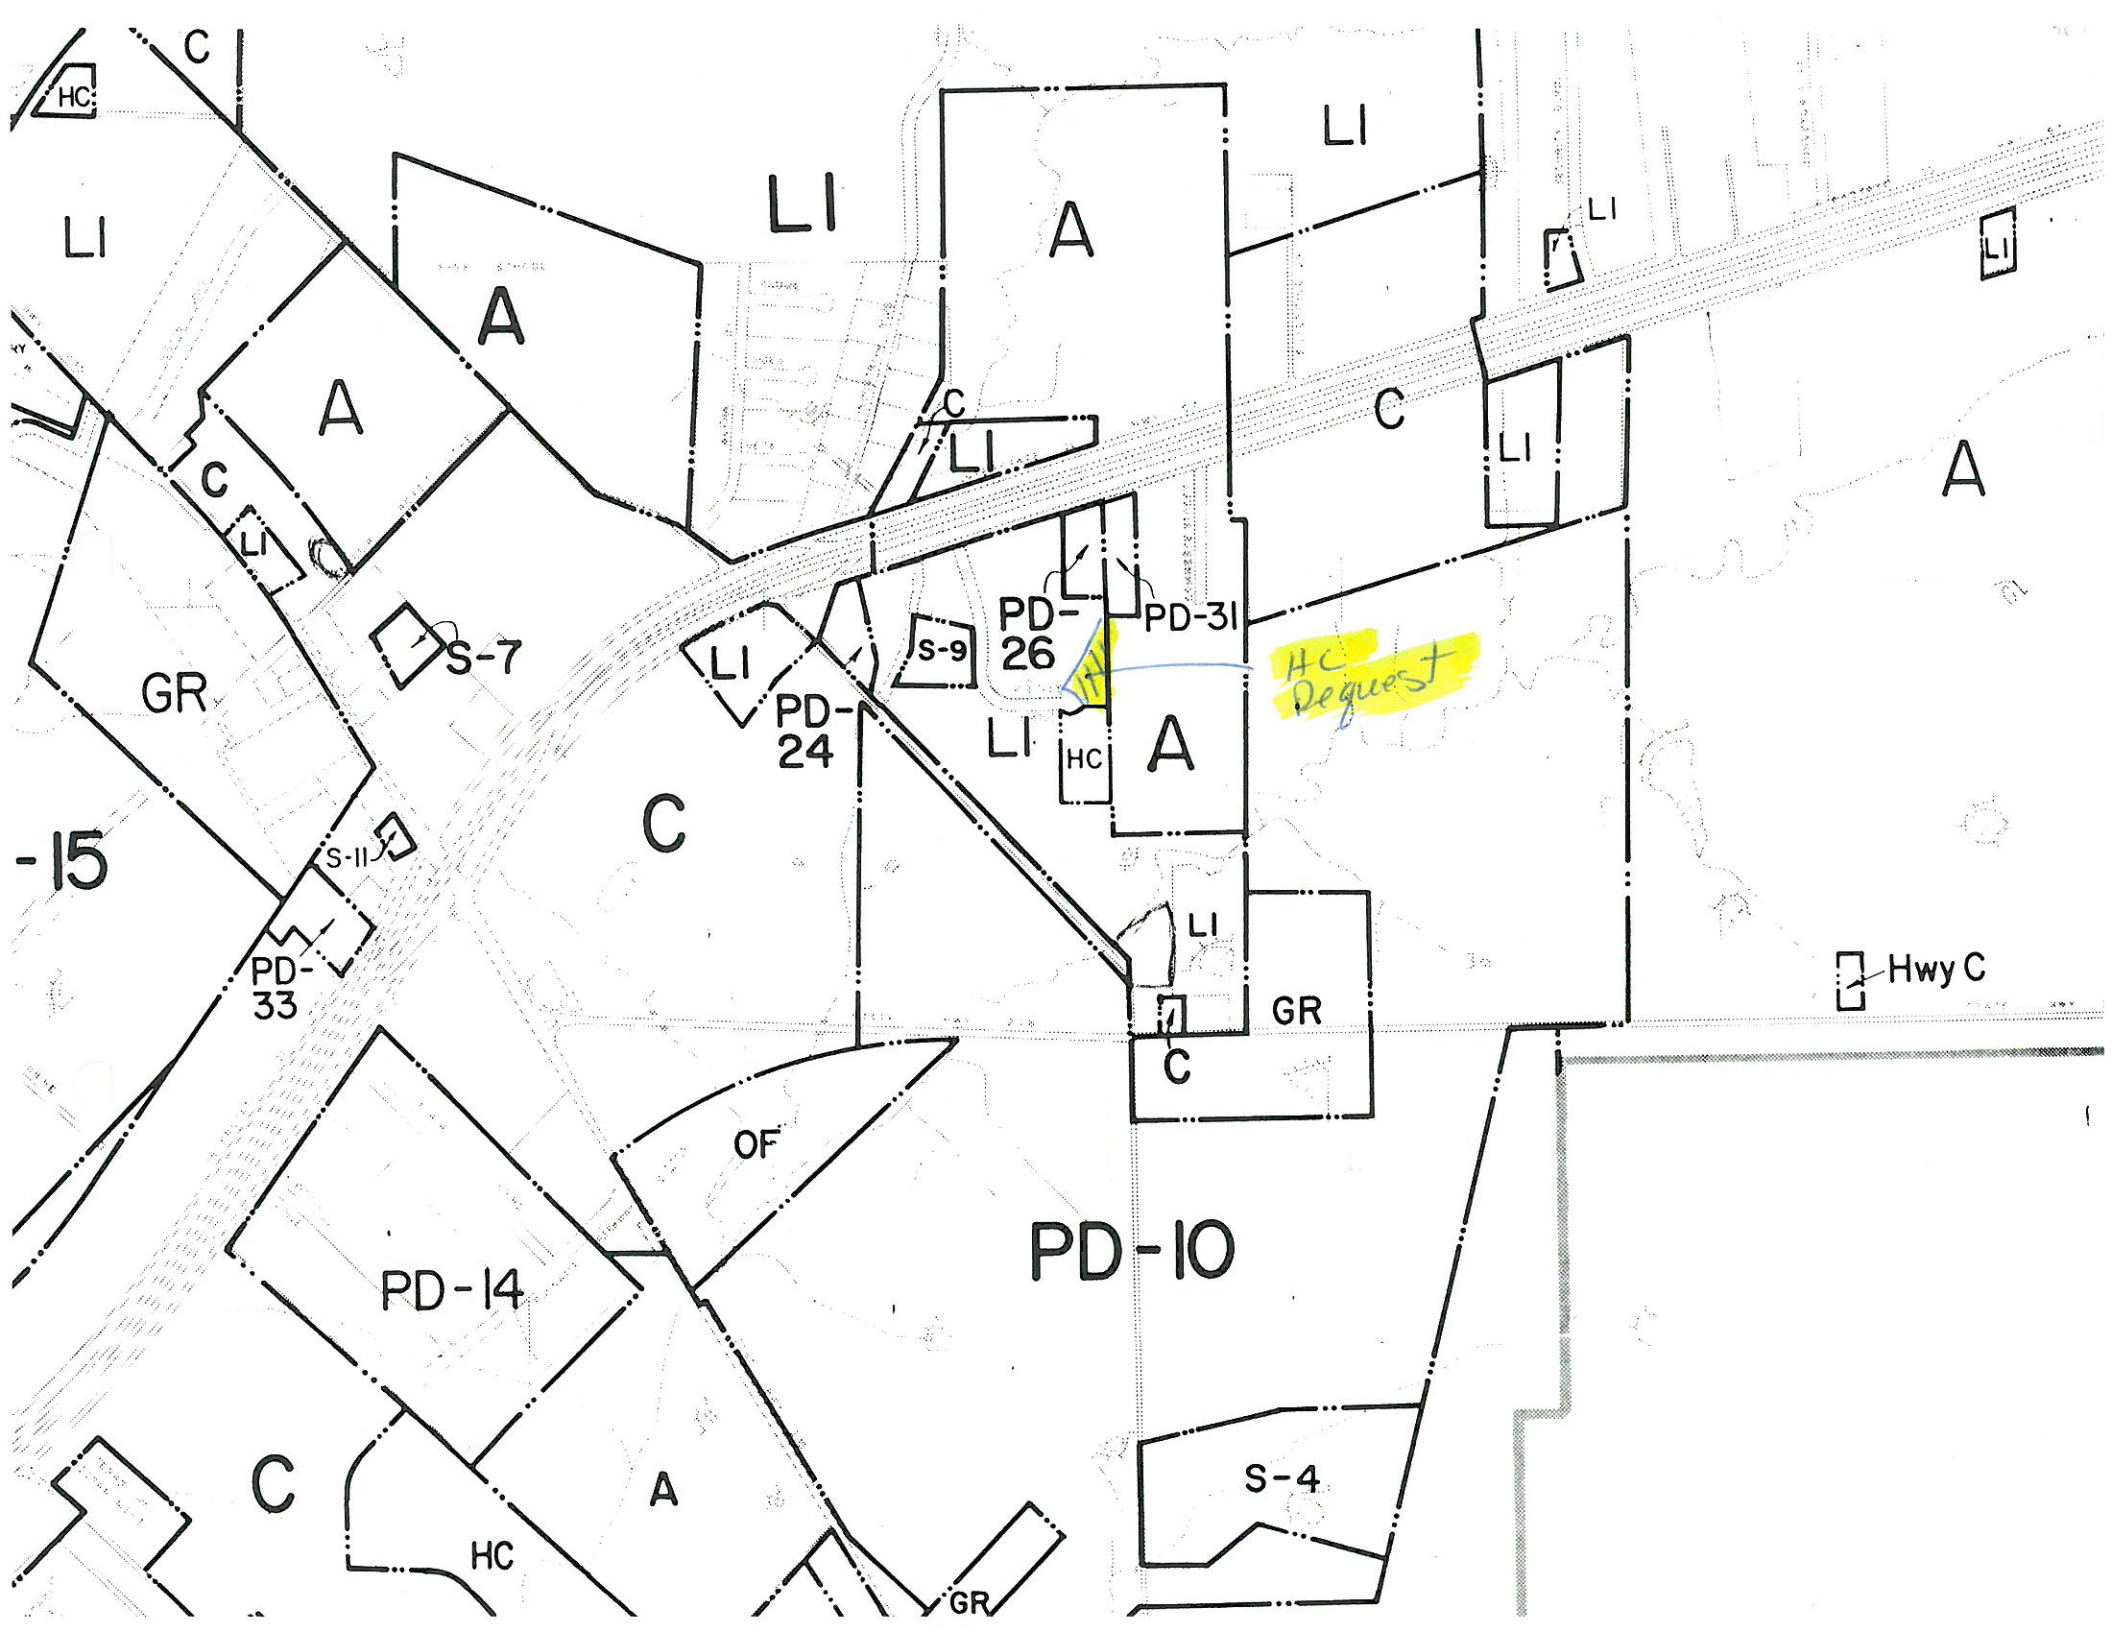 C
HC
LI
LI
A
LI
LI
LI
A
A
C
C
LI
C
LI
A
LI
PD-
26
PD-31
S-7
S-9
LI
HC
Request
GR
PD-
24
LI
HC
A
C
-15
S-11
LI
PD-
33
GR
Hwy C
C
OF
PD-10
PD-14
S-4
C
A
HC
GR